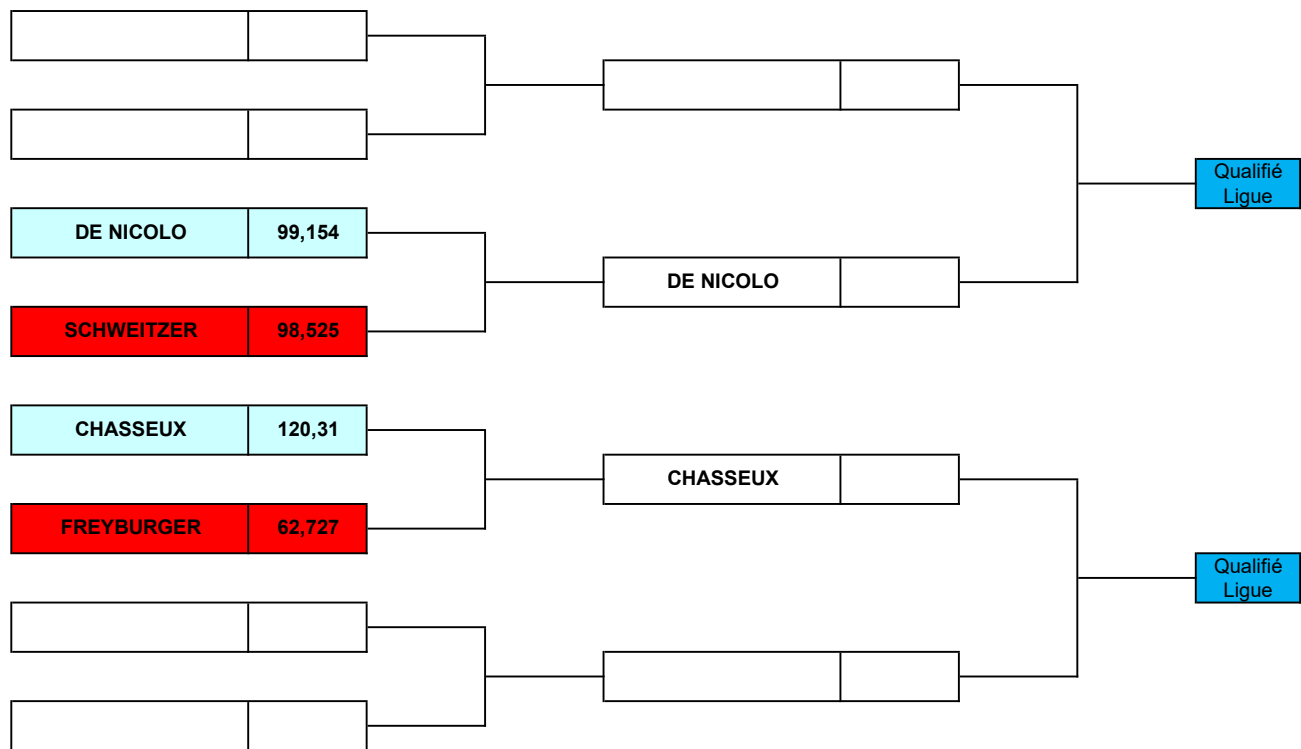 Qualifié
Ligue
DE NICOLO 99,154
DE NICOLO
SCHWEITZER 98,525
CHASSEUX 120,31
CHASSEUX
FREYBURGER 62,727
Qualifié
Ligue